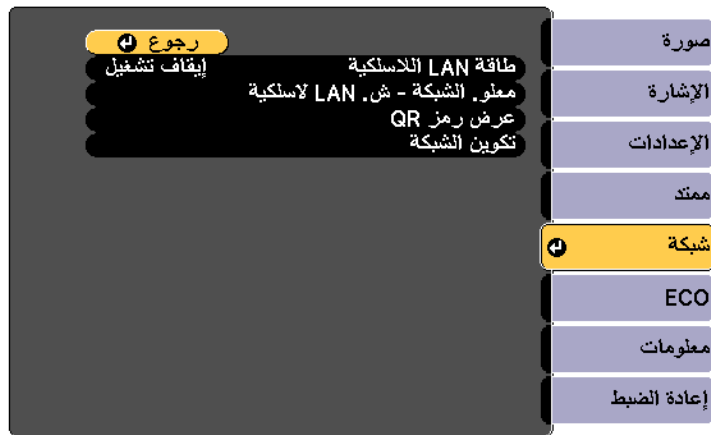 صورة
الإشارة
الإعدادات
ممتد
شبكة
ECO
معلومات
إعادة الضبط
رجوع
طاقة LAN اللاسلكية إيقاف تشغيل
معلو. الشبكة - ش. LAN لاسلكية
عرض رمز QR
تكوين الشبكة